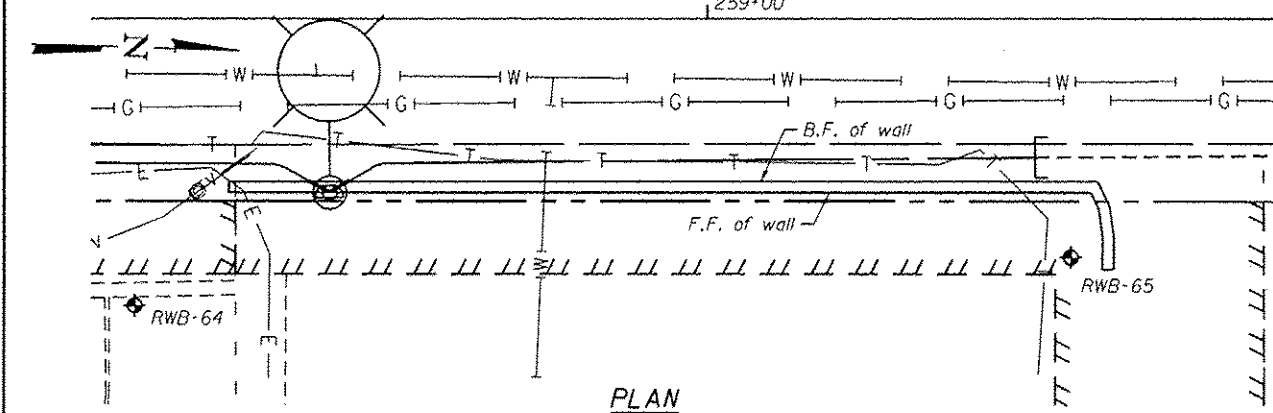 259+00
N
W W W W
G G G G G
B.F. of wall
T T T T T T
E
F.F. of wall
E
W
RWB-65
RWB-64
E
PLAN